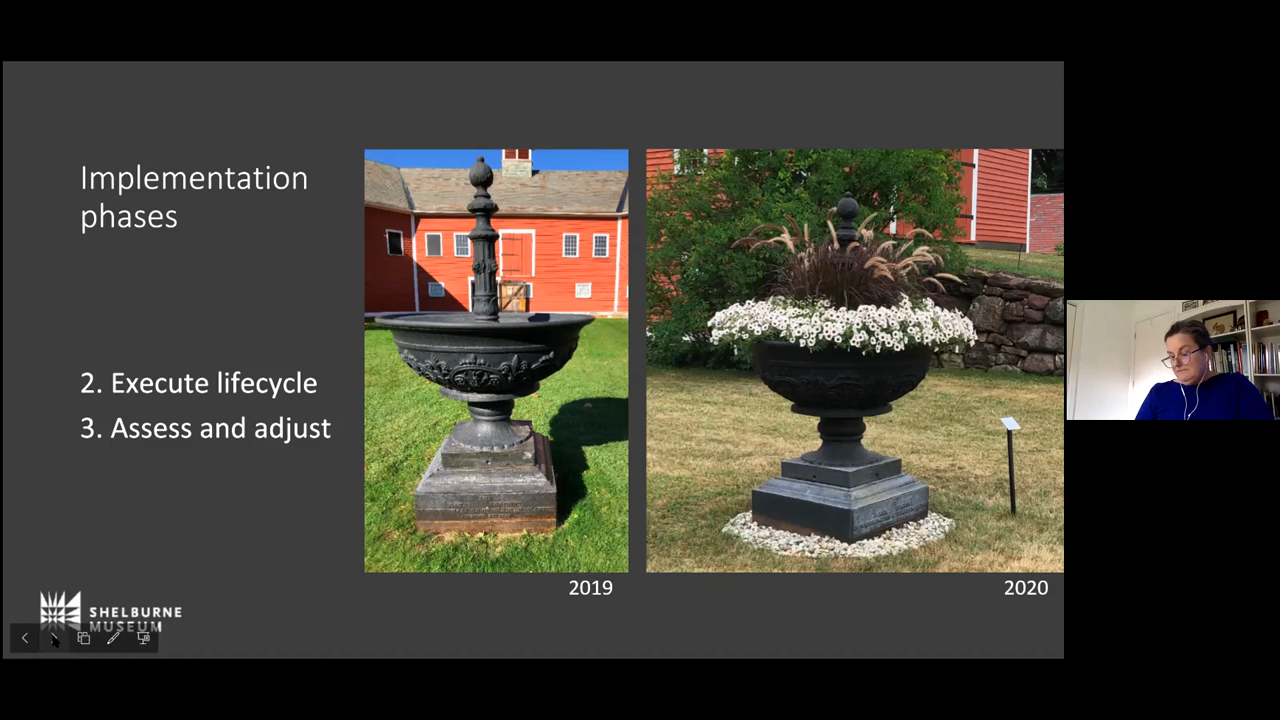 Implementation
phases
2. Execute lifecycle
3. Assess and adjust
2019
2020
SHELBURNE
MUSEUM